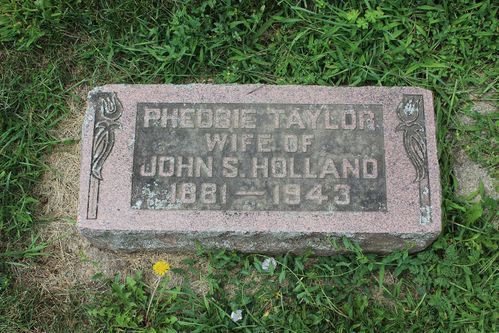 PHEOBIE TAYLOR
WIFE OF
JOHN S. HOLLAND
1881 — 1943